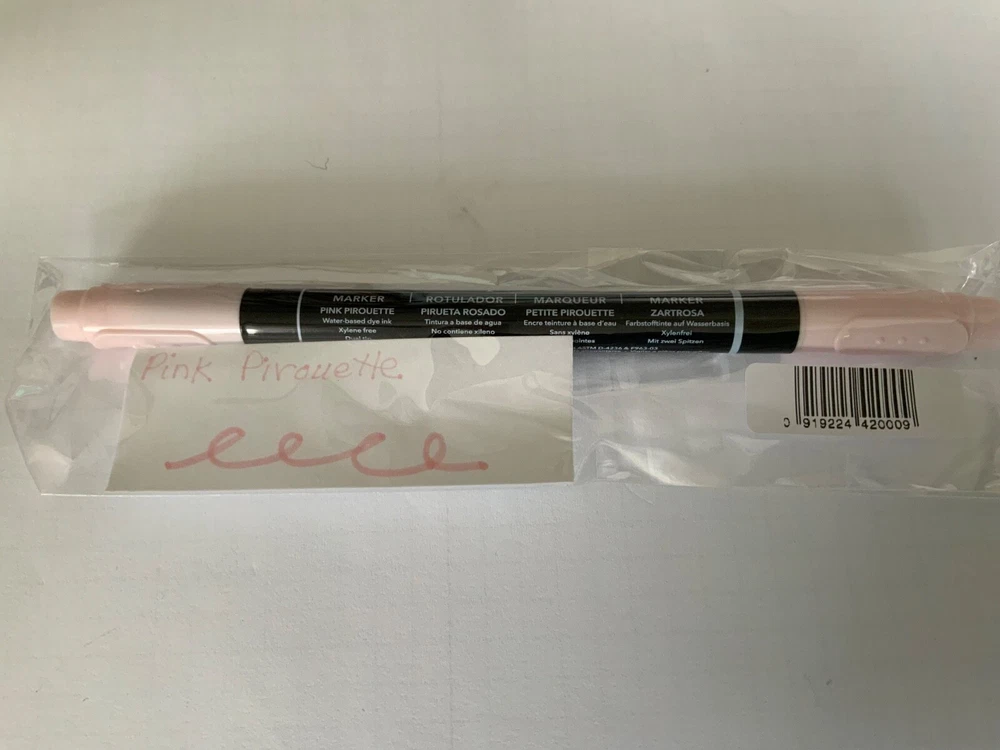 MARKER | ROTULADOR | MARQUEUR | MARKER
PINK PIROUETTE PIRUETA ROSADO PETITE PIROUETTE ZARTROSA
Water-based dye ink Tintura a base de agua Encre teinture à base d'eau Farbstofftinte auf Wasserbasis
Xylene free No contiene xileno Sans xylène Xylenfrei
Mit zwei Spitzen
ASTM D-4236 &
Pink Pirouette
0 919224 420009